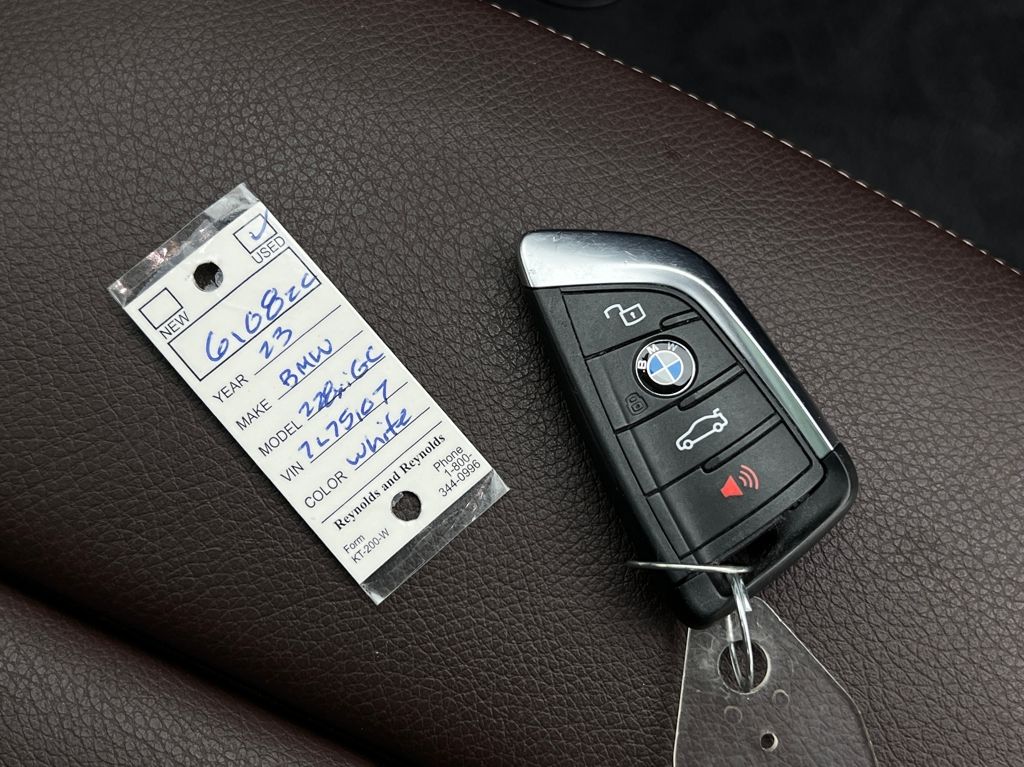 USED
NEW
6108zc
YEAR 23
MAKE BMW
MODEL 228xiGC
VIN 7L75107
COLOR White
Reynolds and Reynolds
Form
KT-200-W
Phone
1-800-
344-0996
BMW